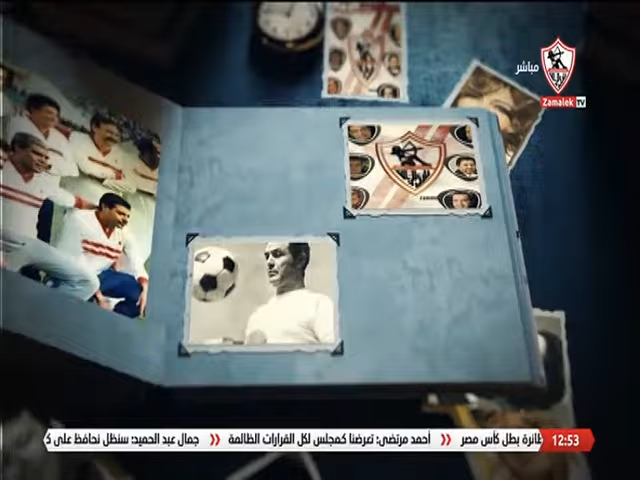 مباشر
Zamalek TV
12:53 طائرة بطل كأس مصر ❮❮ أحمد مرتضى: تعرضنا كمجلس لكل القرارات الظالمة ❮❮ جمال عبد الحميد: سنظل نحافظ على ك